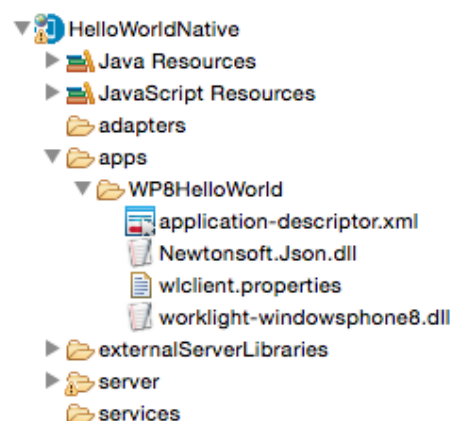 HelloWorldNative
Java Resources
JavaScript Resources
adapters
apps
WP8HelloWorld
application-descriptor.xml
Newtonsoft.Json.dll
wlclient.properties
worklight-windowsphone8.dll
externalServerLibraries
server
services